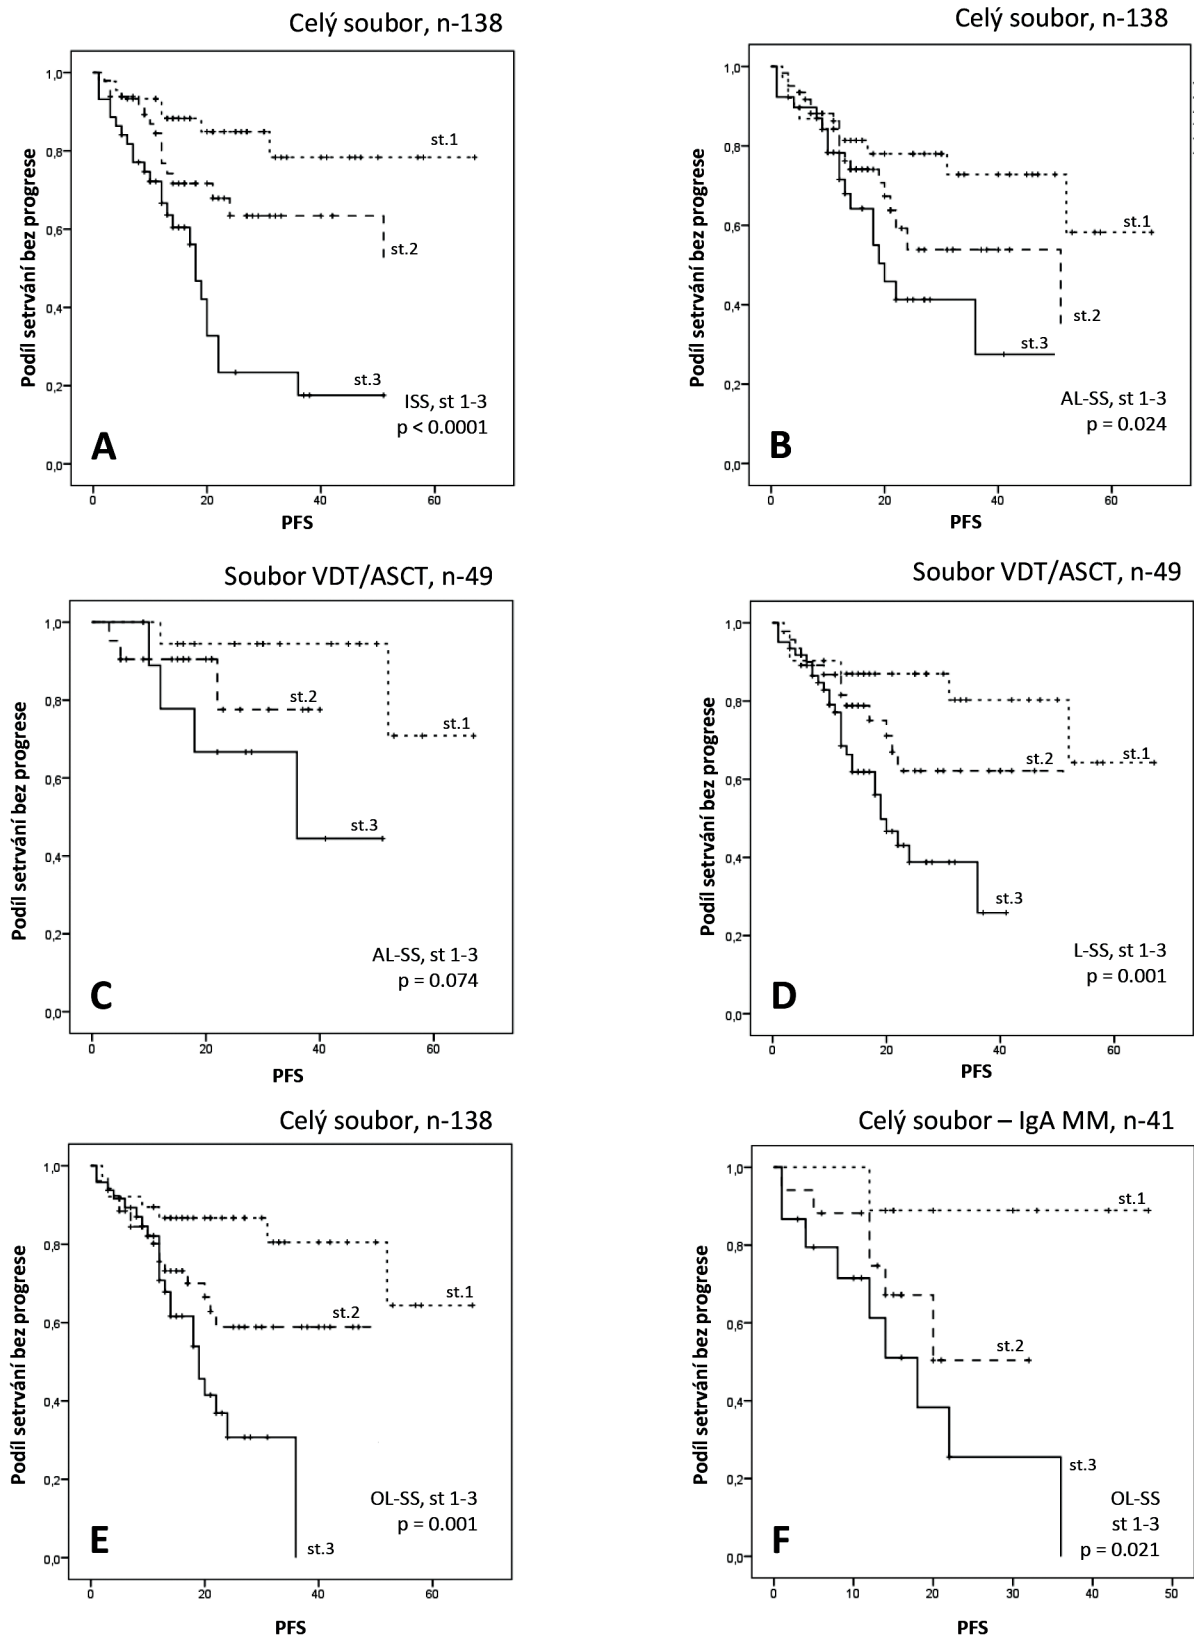 Celý soubor, n-138
Podíl setrvání bez progrese
1,0
0,8
0,6
0,4
0,2
0,0
st.1
st.2
st.3
ISS, st 1-3
p < 0.0001
A
0
20
40
60
PFS
Celý soubor, n-138
Podíl setrvání bez progrese
1,0
0,8
0,6
0,4
0,2
0,0
st.1
st.2
st.3
AL-SS, st 1-3
p = 0.024
B
0
20
40
60
PFS
Soubor VDT/ASCT, n-49
Podíl setrvání bez progrese
1,0
0,8
0,6
0,4
0,2
0,0
st.2
st.1
st.3
AL-SS, st 1-3
p = 0.074
C
0
20
40
60
PFS
Soubor VDT/ASCT, n-49
Podíl setrvání bez progrese
1,0
0,8
0,6
0,4
0,2
0,0
st.2
st.1
st.3
L-SS, st 1-3
p = 0.001
D
0
20
40
60
PFS
Celý soubor, n-138
Podíl setrvání bez progrese
1,0
0,8
0,6
0,4
0,2
0,0
st.1
st.2
OL-SS, st 1-3
p = 0.001
E
st.3
0
20
40
60
PFS
Celý soubor – IgA MM, n-41
Podíl setrvání bez progrese
1,0
0,8
0,6
0,4
0,2
0,0
st.1
st.2
st.3
OL-SS
st 1-3
p = 0.021
F
0
10
20
30
40
50
PFS